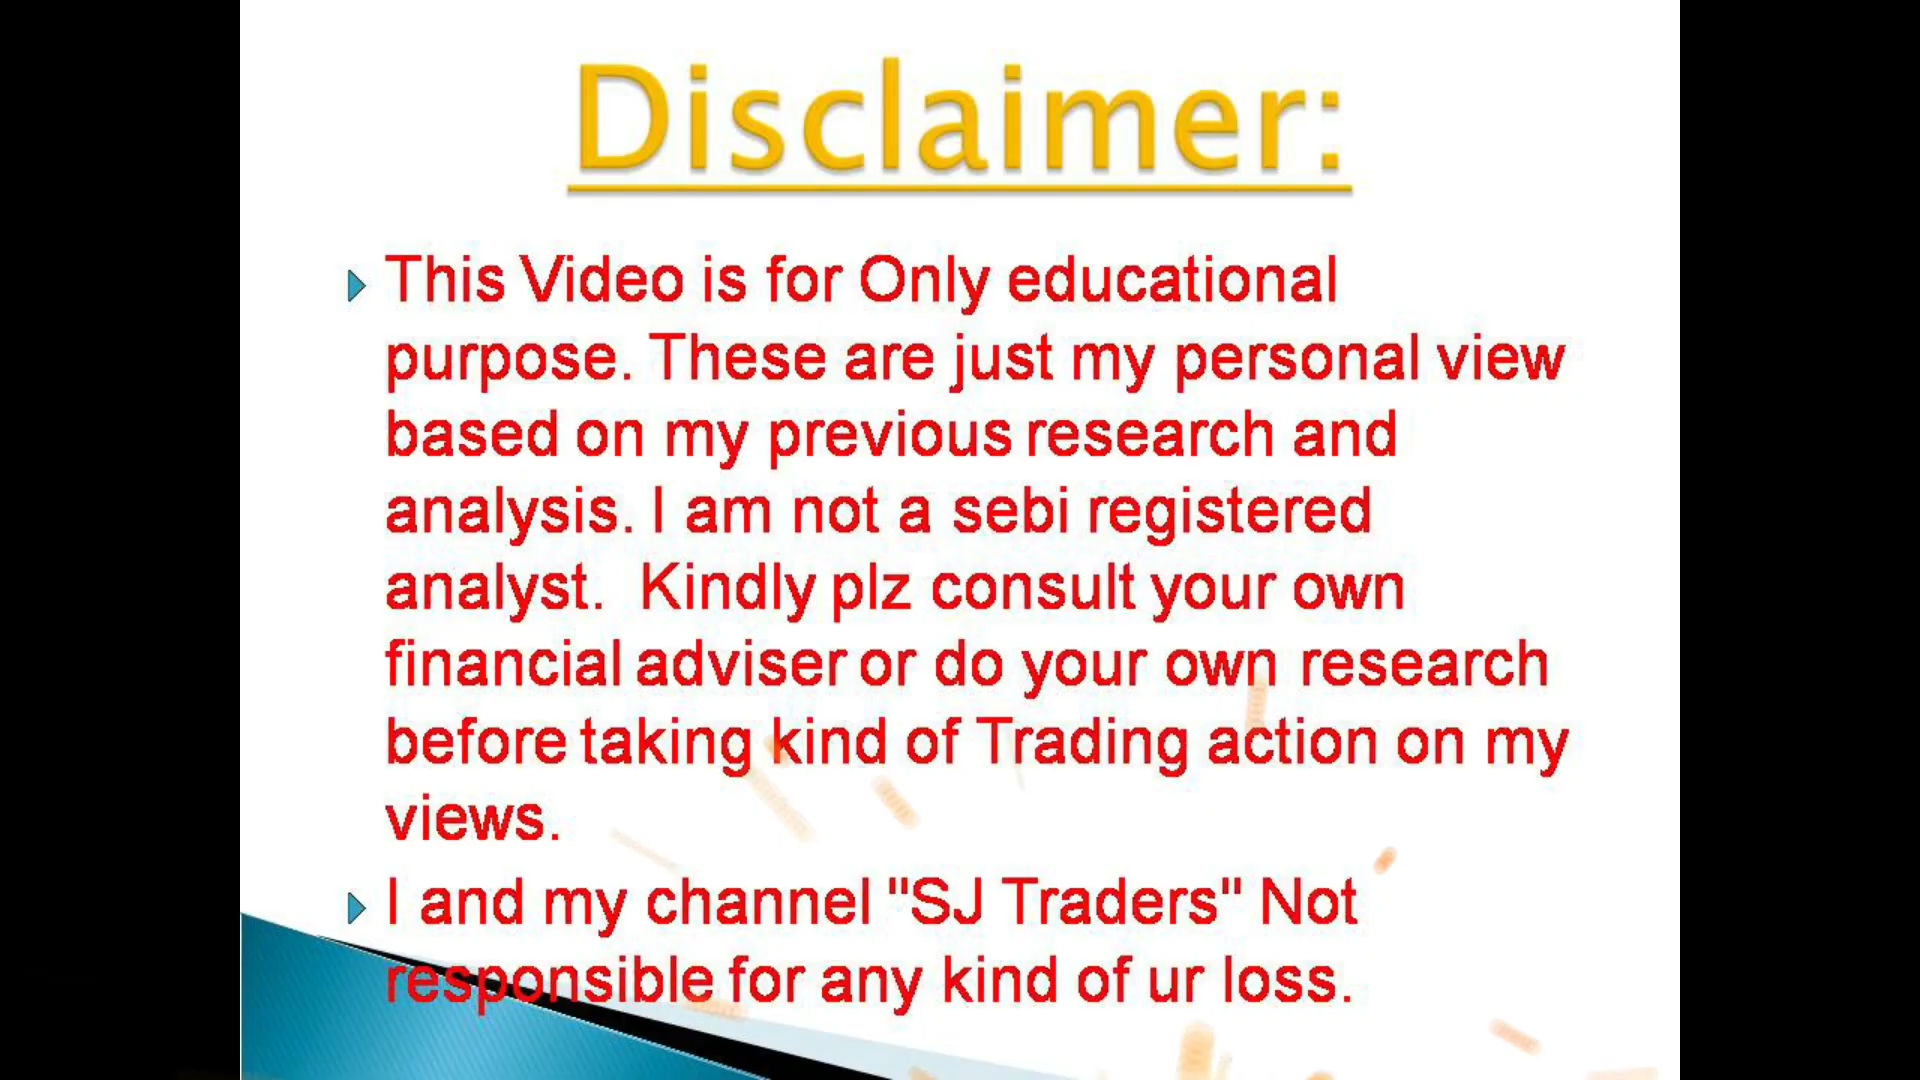 Disclaimer:
This Video is for Only educational
purpose. These are just my personal view
based on my previous research and
analysis. I am not a sebi registered
analyst.  Kindly plz consult your own
financial adviser or do your own research
before taking kind of Trading action on my
views.
I and my channel "SJ Traders" Not
responsible for any kind of ur loss.